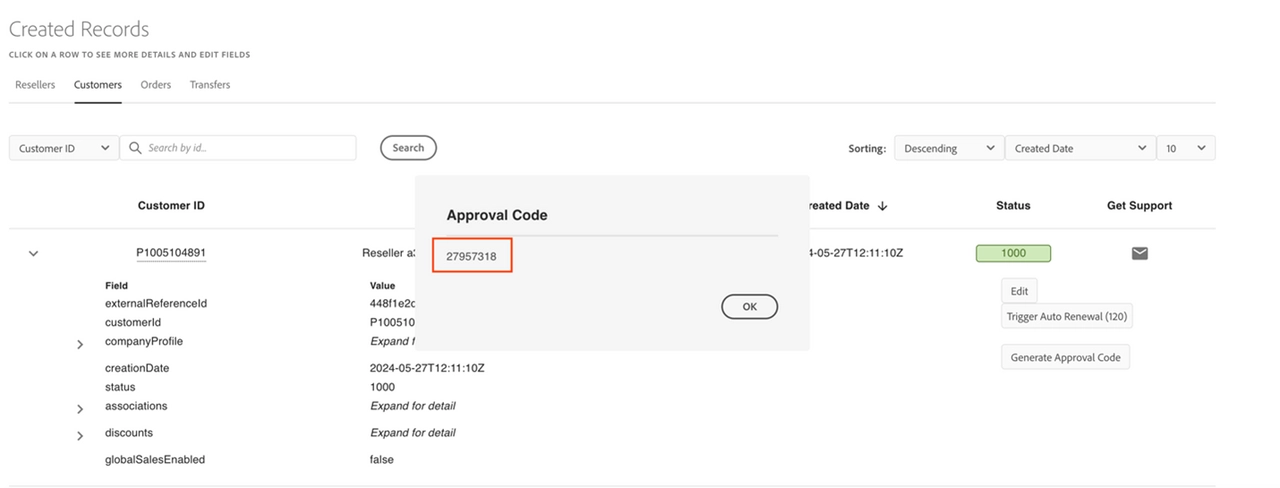 Created Records
CLICK ON A ROW TO SEE MORE DETAILS AND EDIT FIELDS
Resellers Customers Orders Transfers
Customer ID Search by id... Search Sorting: Descending Created Date 10
Customer ID reated Date Status Get Support
Approval Code
27957318
OK
P1005104891 Reseller a3 4-05-27T12:11:10Z 1000
Field Value
Edit
externalReferenceId 448f1e2c
Trigger Auto Renewal (120)
customerId P100510
companyProfile Expand f
Generate Approval Code
creationDate 2024-05-27T12:11:10Z
status 1000
associations Expand for detail
discounts Expand for detail
globalSalesEnabled false